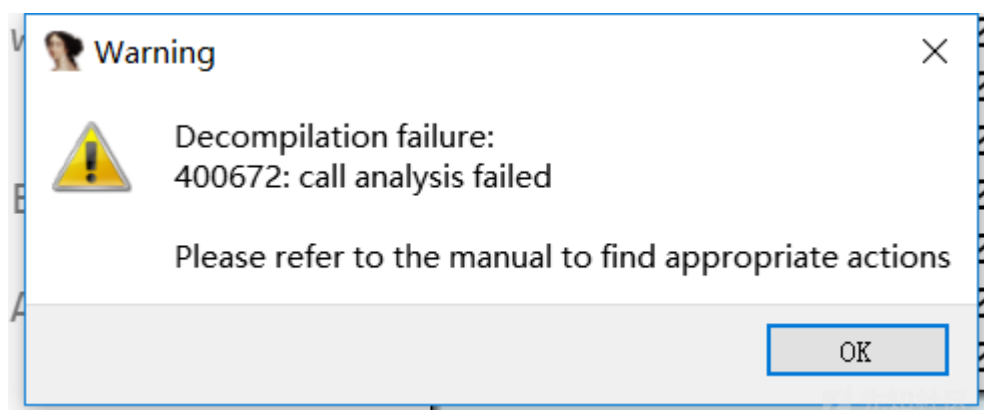 Warning
Decompilation failure:
400672: call analysis failed
Please refer to the manual to find appropriate actions
OK